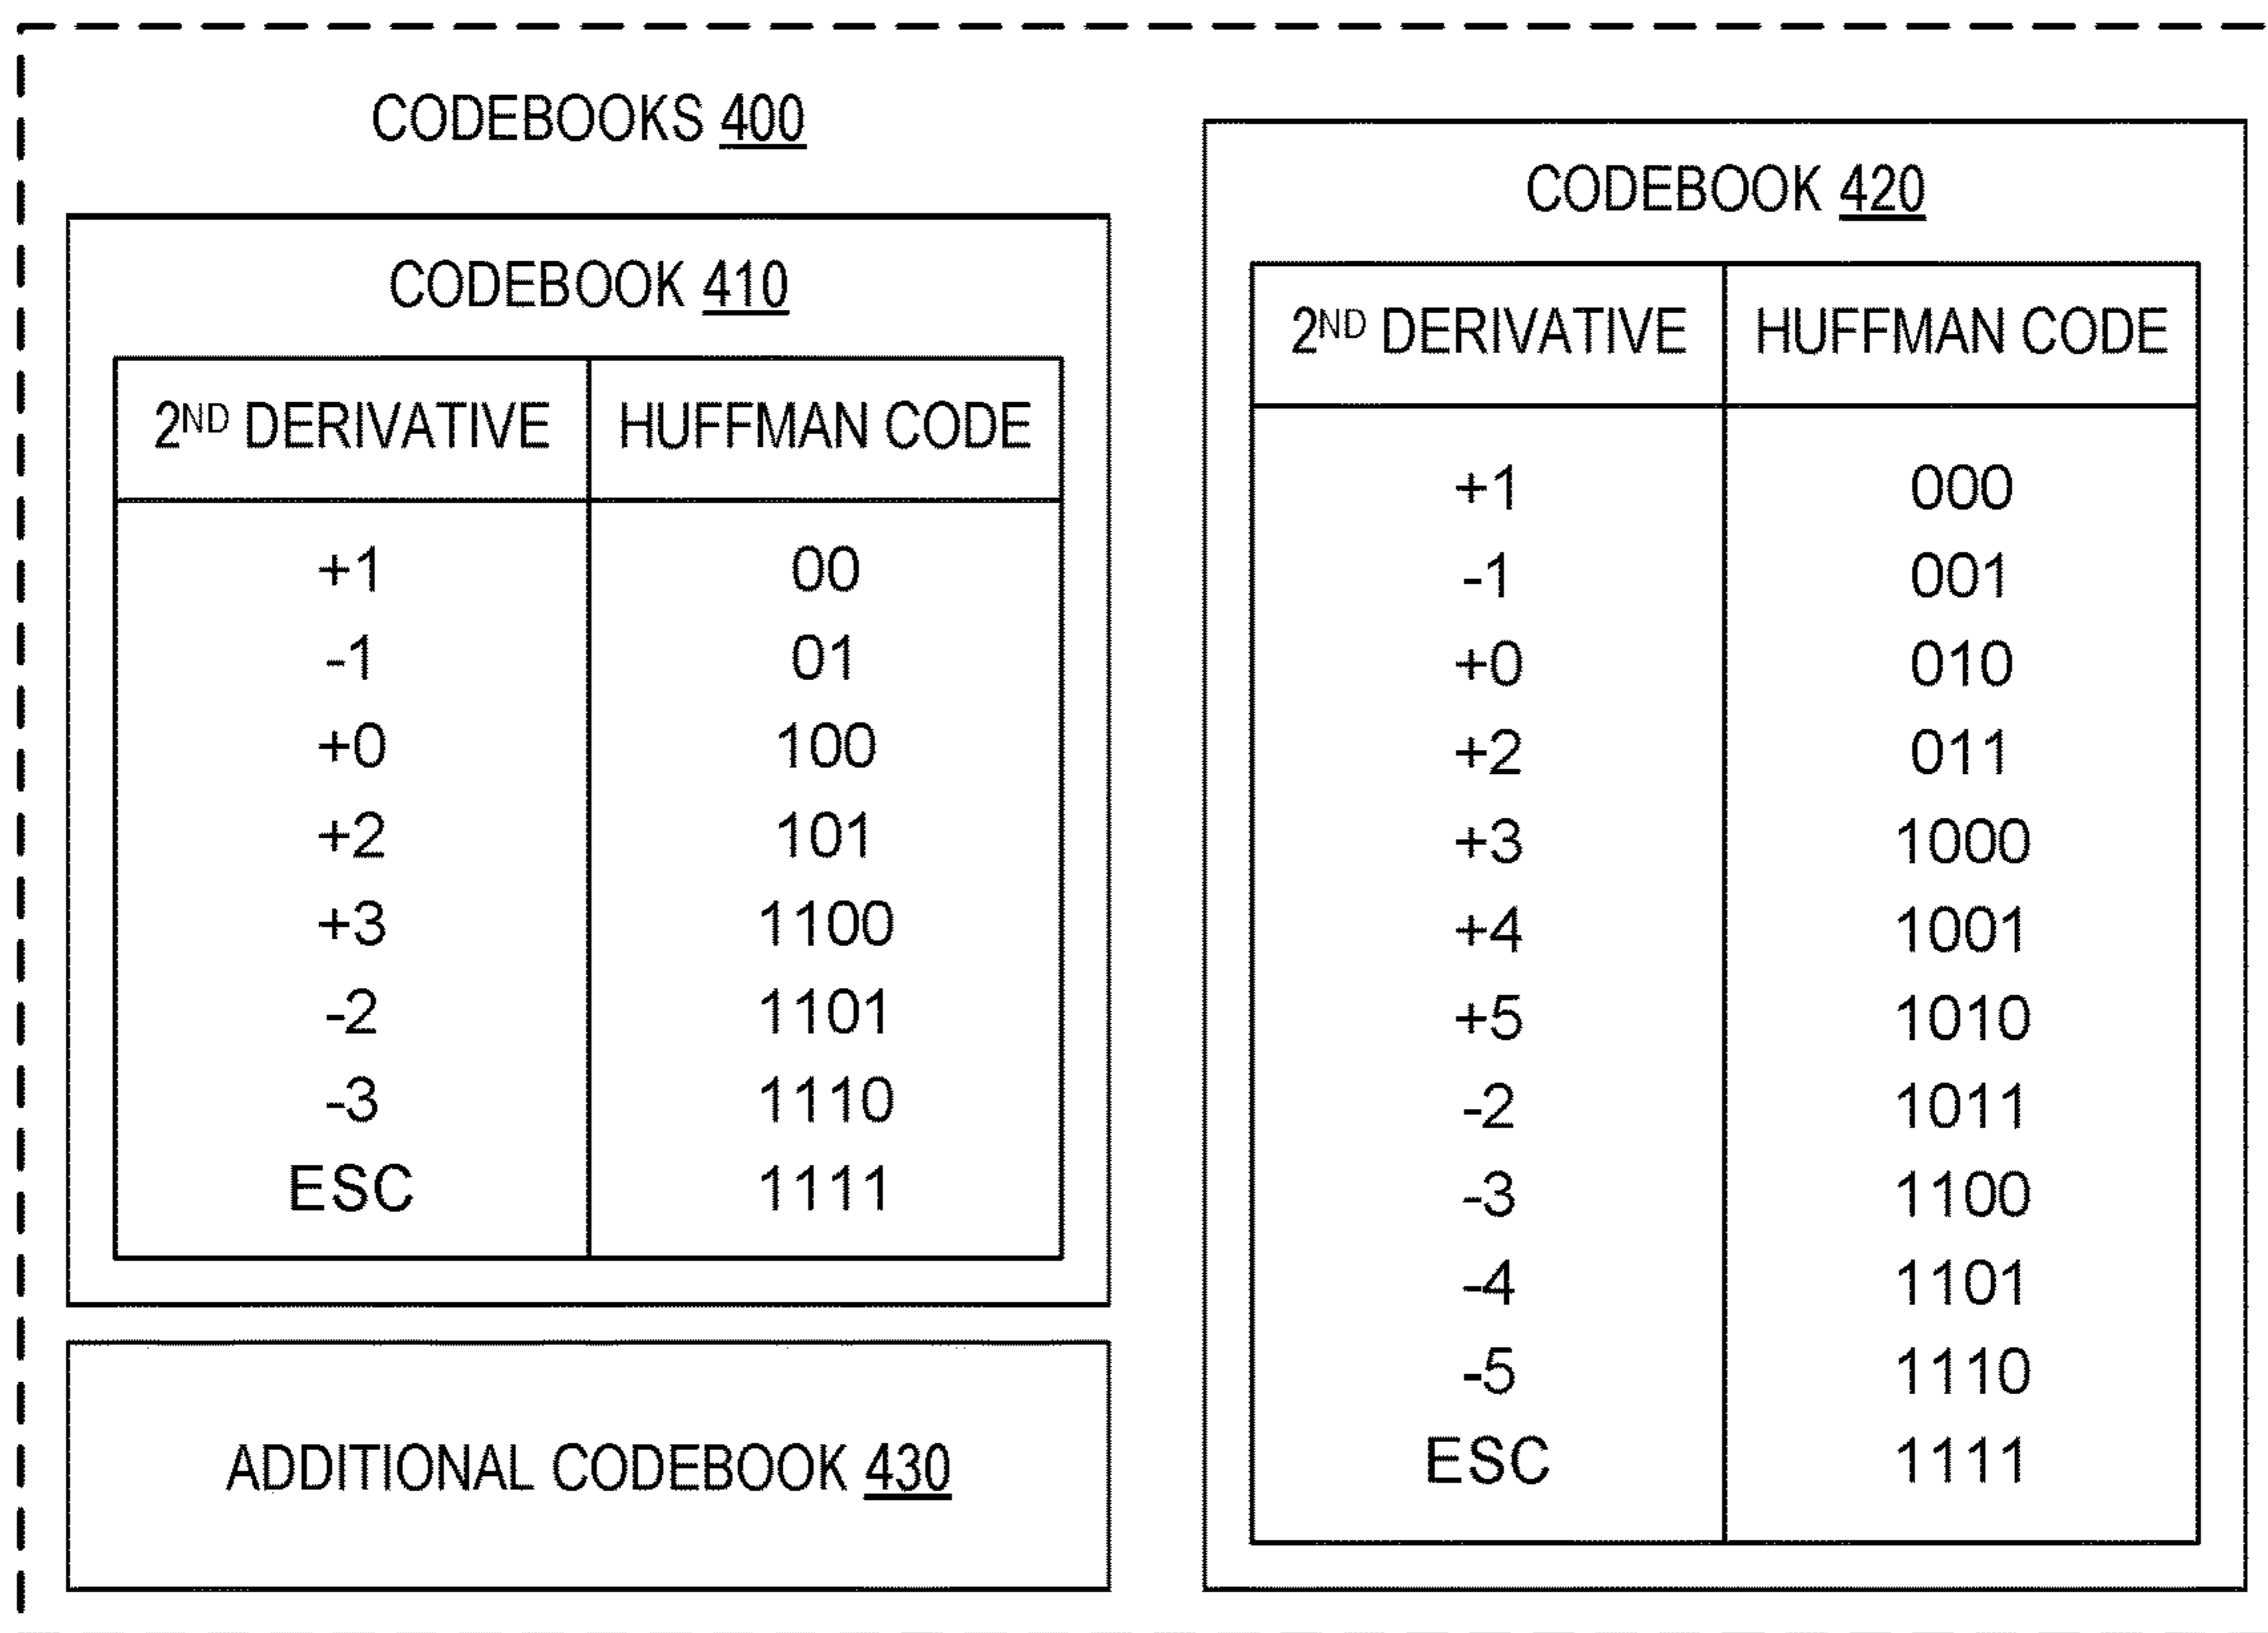 CODEBOOKS 400
CODEBOOK 410
2ND DERIVATIVE HUFFMAN CODE
+1 00
-1 01
+0 100
+2 101
+3 1100
-2 1101
-3 1110
ESC 1111
ADDITIONAL CODEBOOK 430
CODEBOOK 420
2ND DERIVATIVE HUFFMAN CODE
+1 000
-1 001
+0 010
+2 011
+3 1000
+4 1001
+5 1010
-2 1011
-3 1100
-4 1101
-5 1110
ESC 1111